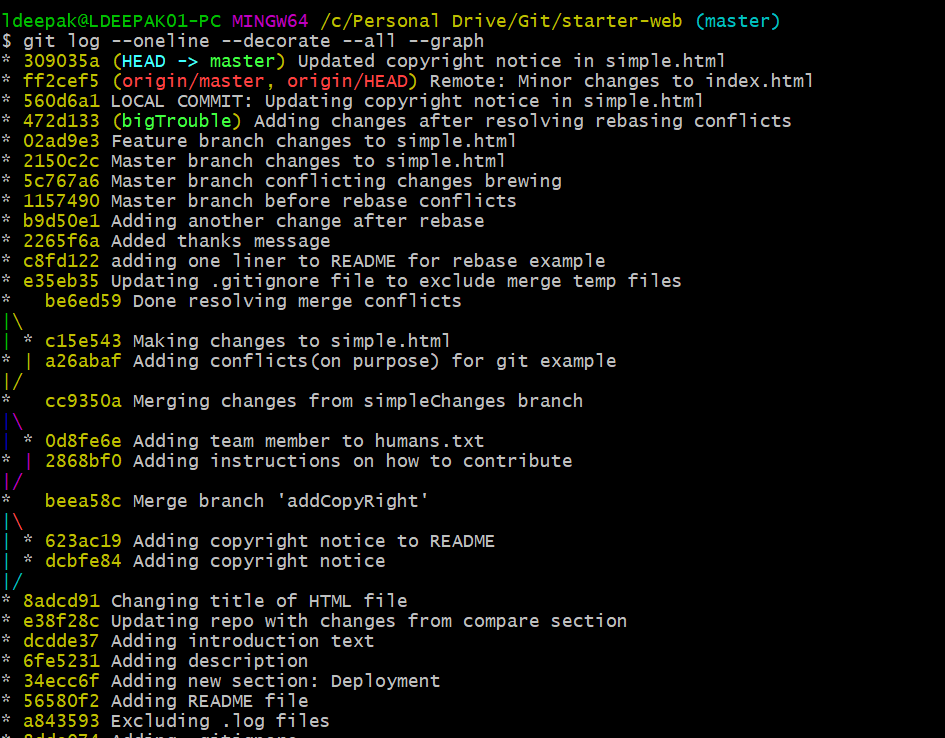 ldeepak@LDEEPAK01-PC MINGW64 /c/Personal Drive/Git/starter-web (master)
$ git log --oneline --decorate --all --graph
* 309035a (HEAD -> master) Updated copyright notice in simple.html
* ff2cef5 (origin/master, origin/HEAD) Remote: Minor changes to index.html
* 560d6a1 LOCAL COMMIT: Updating copyright notice in simple.html
* 472d133 (bigTrouble) Adding changes after resolving rebasing conflicts
* 02ad9e3 Feature branch changes to simple.html
* 2150c2c Master branch changes to simple.html
* 5c767a6 Master branch conflicting changes brewing
* 1157490 Master branch before rebase conflicts
* b9d50e1 Adding another change after rebase
* 2265f6a Added thanks message
* c8fd122 adding one liner to README for rebase example
* e35eb35 Updating .gitignore file to exclude merge temp files
*   be6ed59 Done resolving merge conflicts
|\
| * c15e543 Making changes to simple.html
* | a26abaf Adding conflicts(on purpose) for git example
|/
*   cc9350a Merging changes from simpleChanges branch
|\
| * 0d8fe6e Adding team member to humans.txt
* | 2868bf0 Adding instructions on how to contribute
|/
*   beea58c Merge branch 'addCopyRight'
|\
| * 623ac19 Adding copyright notice to README
| * dcbfe84 Adding copyright notice
|/
* 8adcd91 Changing title of HTML file
* e38f28c Updating repo with changes from compare section
* dcdde37 Adding introduction text
* 6fe5231 Adding description
* 34ecc6f Adding new section: Deployment
* 56580f2 Adding README file
* a843593 Excluding .log files